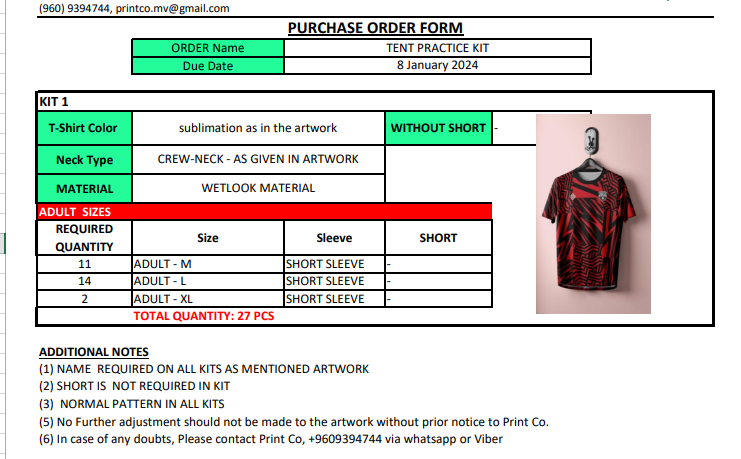 (960) 9394744, printco.mv@gmail.com
PURCHASE ORDER FORM
ORDER Name TENT PRACTICE KIT
Due Date 8 January 2024
KIT 1
T-Shirt Color sublimation as in the artwork WITHOUT SHORT -
Neck Type CREW-NECK - AS GIVEN IN ARTWORK
MATERIAL WETLOOK MATERIAL
ADULT SIZES
REQUIRED QUANTITY Size Sleeve SHORT
11 ADULT - M SHORT SLEEVE -
14 ADULT - L SHORT SLEEVE -
2 ADULT - XL SHORT SLEEVE -
TOTAL QUANTITY: 27 PCS
ADDITIONAL NOTES
(1) NAME REQUIRED ON ALL KITS AS MENTIONED ARTWORK
(2) SHORT IS NOT REQUIRED IN KIT
(3) NORMAL PATTERN IN ALL KITS
(5) No Further adjustment should not be made to the artwork without prior notice to Print Co.
(6) In case of any doubts, Please contact Print Co, +9609394744 via whatsapp or Viber